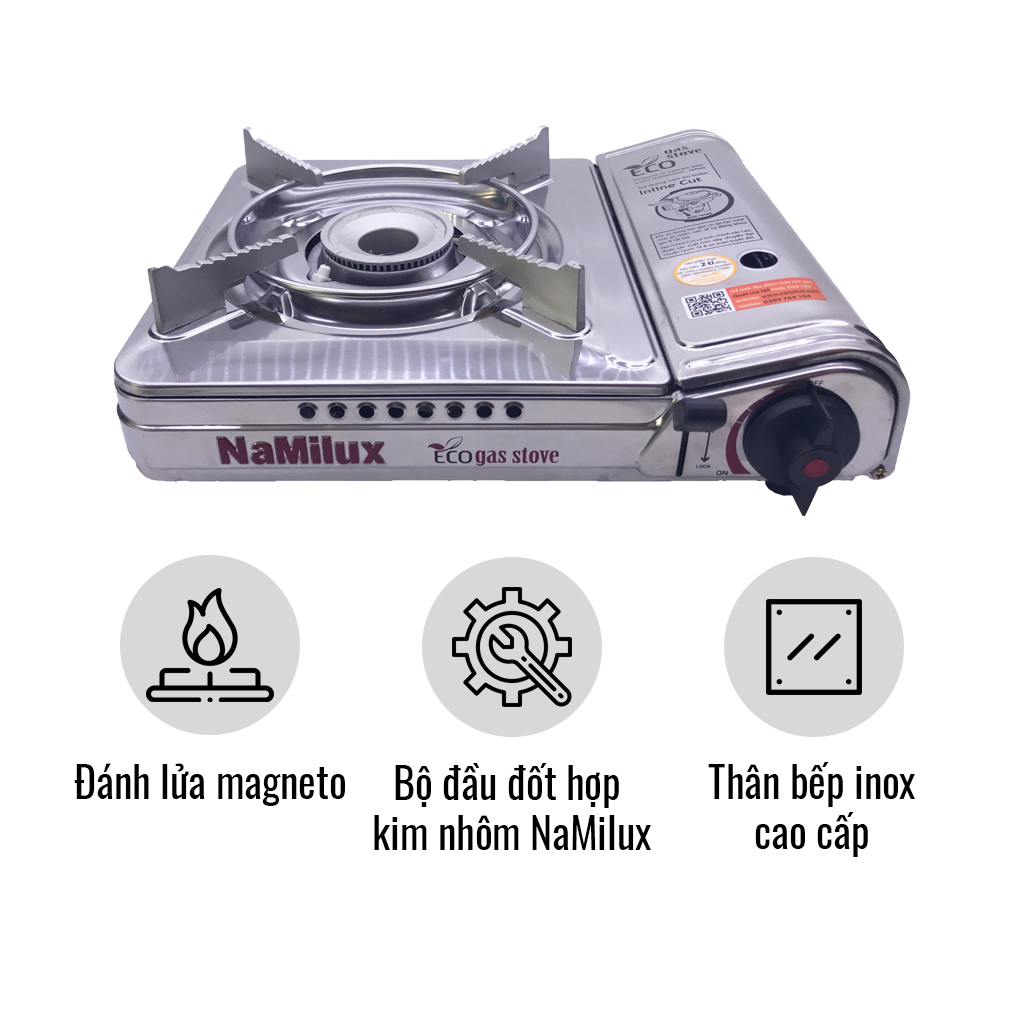 gas
stove
ECO
Inline Cut
NaMilux
ECO gas stove
OFF
LOCK
ON
Đánh lửa magneto
Bộ đầu đốt hợp
kim nhôm NaMilux
Thân bếp inox
cao cấp